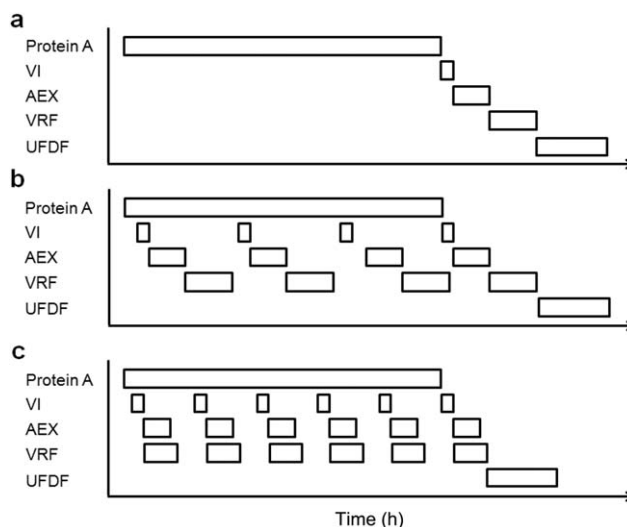 a
Protein A
VI
AEX
VRF
UFDF
b
Protein A
VI
AEX
VRF
UFDF
c
Protein A
VI
AEX
VRF
UFDF
Time (h)